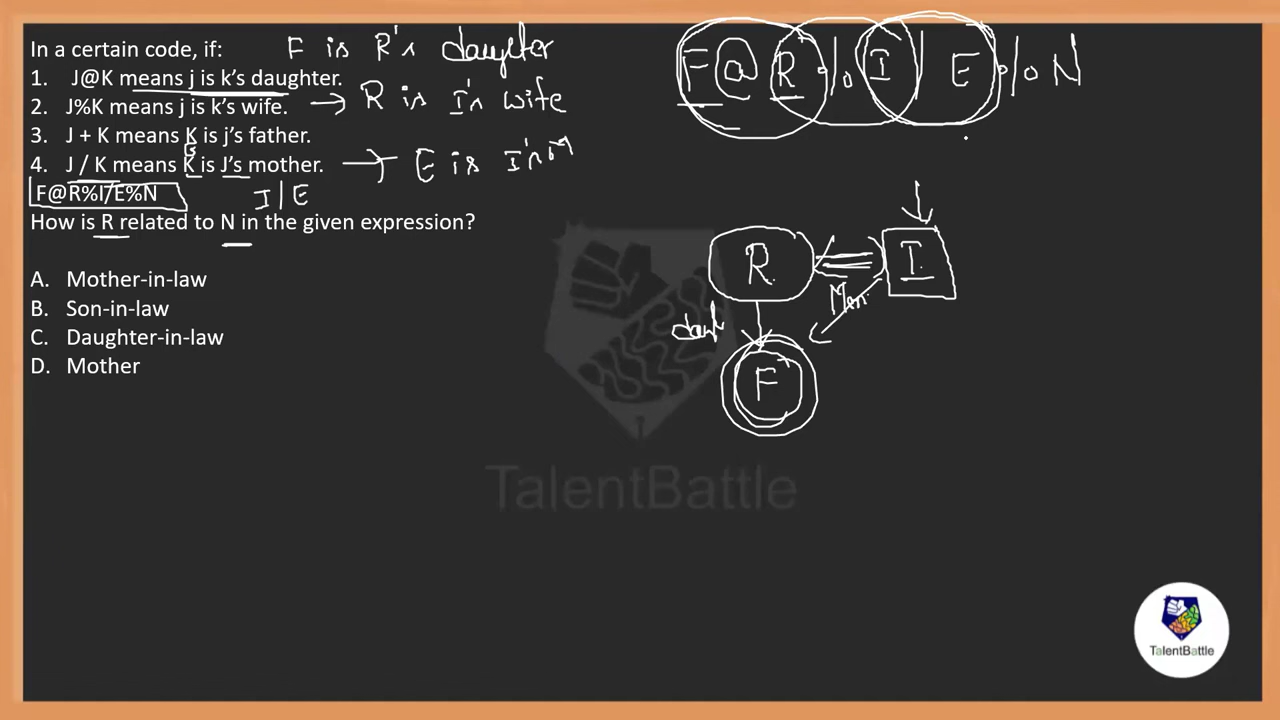 In a certain code, if:
F is R's daughter
1. J@K means j is k's daughter.
2. J%K means j is k's wife. → R is I's wife
3. J + K means K is j's father.
4. J / K means K is J's mother. → E is I's M
F@R%I/E%N
I/E
How is R related to N in the given expression?
A. Mother-in-law
B. Son-in-law
C. Daughter-in-law
D. Mother
F@R%I/E%N
R
I
F
TalentBattle
TalentBattle